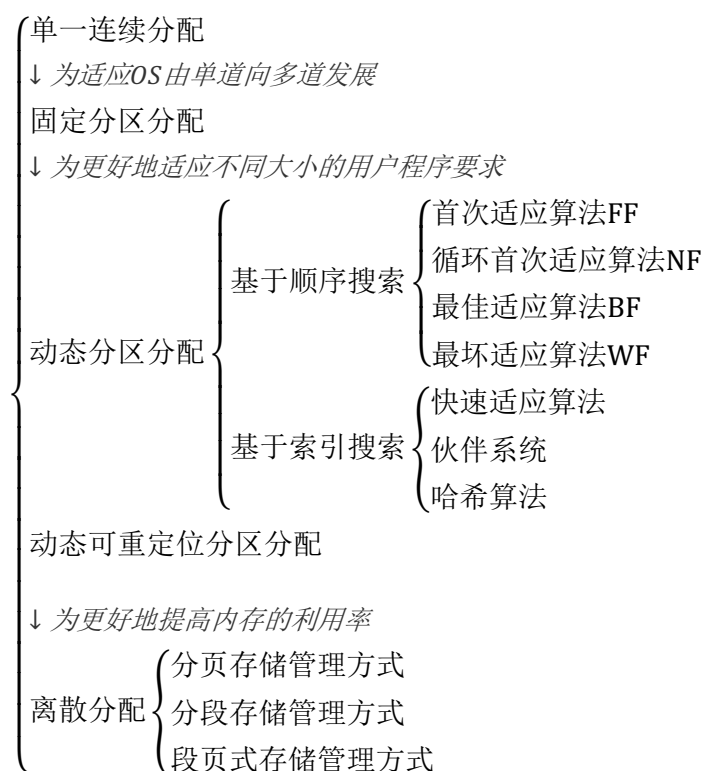 单一连续分配
↓ 为适应OS由单道向多道发展
固定分区分配
↓ 为更好地适应不同大小的用户程序要求
动态分区分配
基于顺序搜索
首次适应算法FF
循环首次适应算法NF
最佳适应算法BF
最坏适应算法WF
基于索引搜索
快速适应算法
伙伴系统
哈希算法
动态可重定位分区分配
↓ 为更好地提高内存的利用率
离散分配
分页存储管理方式
分段存储管理方式
段页式存储管理方式